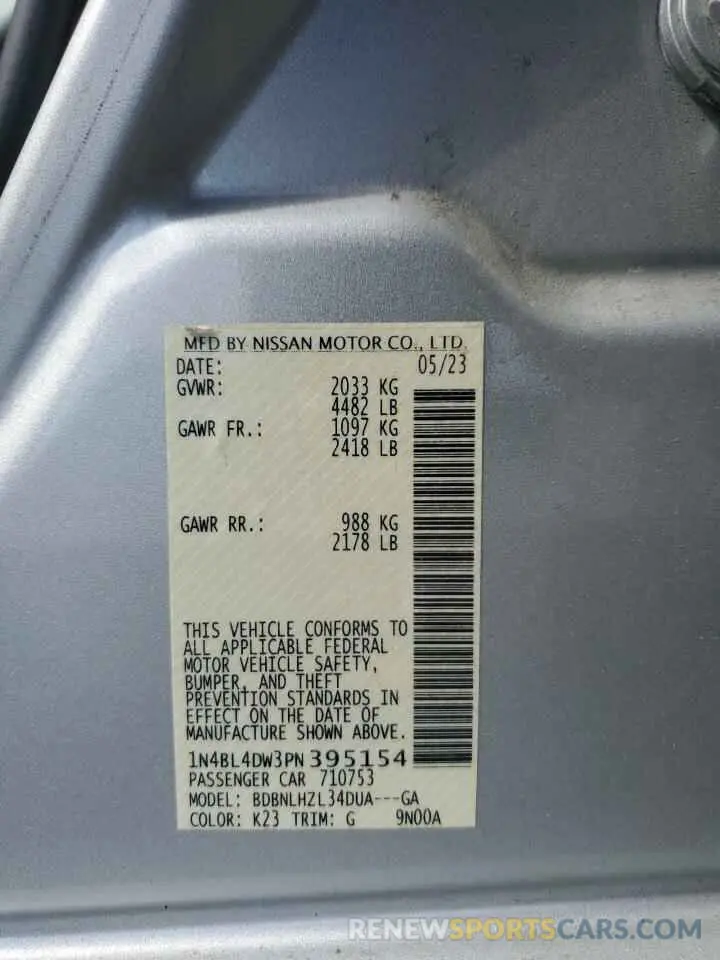 MFD BY NISSAN MOTOR CO., LTD.
DATE: 05/23
GVWR: 2033 KG
4482 LB
GAWR FR.: 1097 KG
2418 LB
GAWR RR.: 988 KG
2178 LB
THIS VEHICLE CONFORMS TO
ALL APPLICABLE FEDERAL
MOTOR VEHICLE SAFETY,
BUMPER, AND THEFT
PREVENTION STANDARDS IN
EFFECT ON THE DATE OF
MANUFACTURE SHOWN ABOVE.
1N4BL4DW3PN395154
PASSENGER CAR 710753
MODEL: BDBNLHZL34DUA---GA
COLOR: K23 TRIM: G 9N00A
RENEWSPORTSCARS.COM